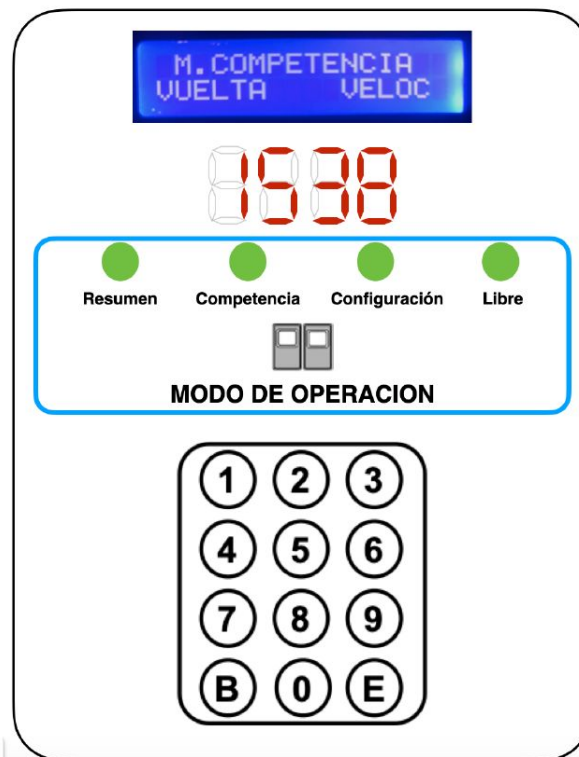 M.COMPETENCIA
VUELTA VELOC
1538
Resumen Competencia Configuración Libre
MODO DE OPERACION
1 2 3
4 5 6
7 8 9
B 0 E